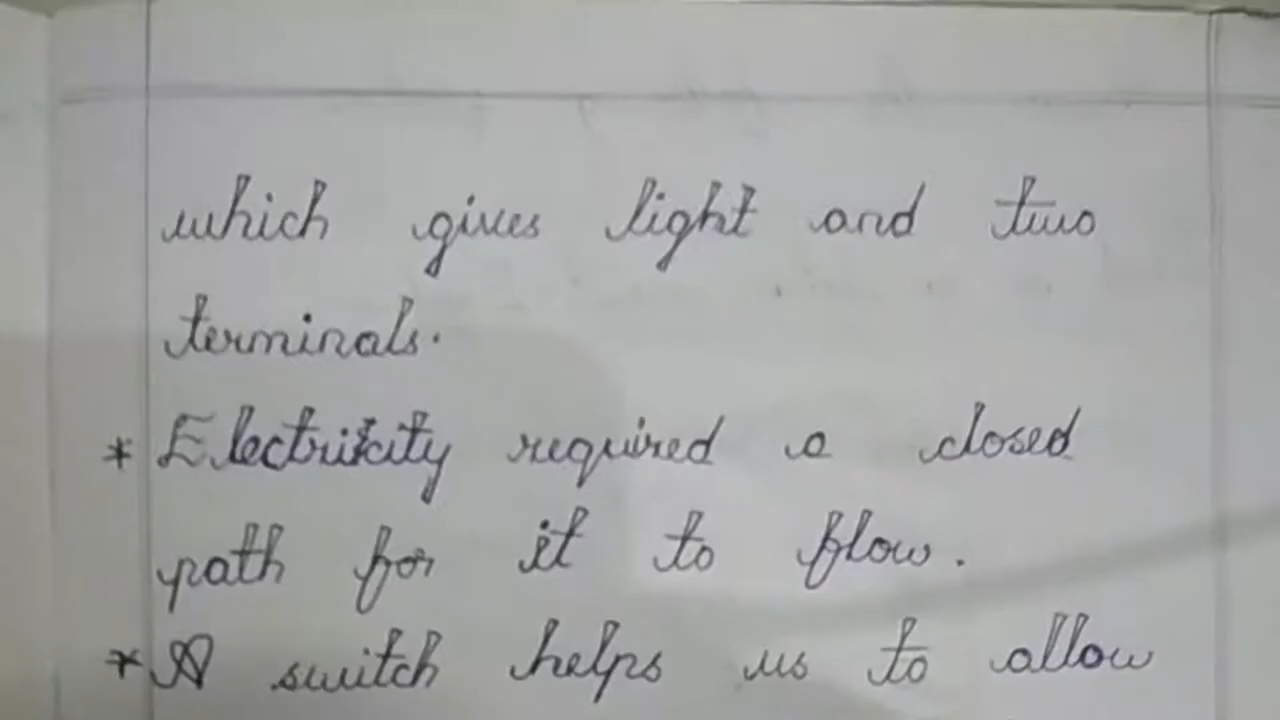 which gives light and two
terminals.
* Electricity required a closed
path for it to flow.
* A switch helps us to allow